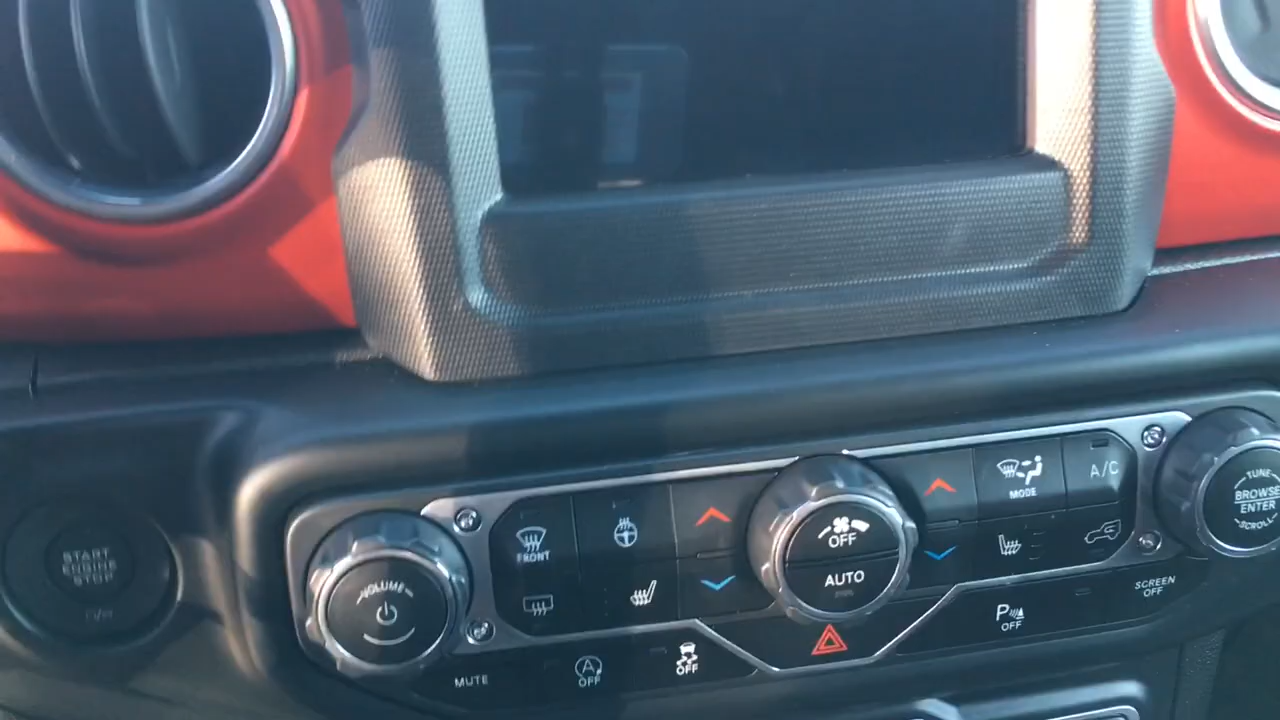 START
ENGINE
STOP
VOLUME
MUTE
FRONT
OFF
OFF
OFF
AUTO
MODE
A/C
OFF
SCREEN
OFF
TUNE
BROWSE
ENTER
SCROLL